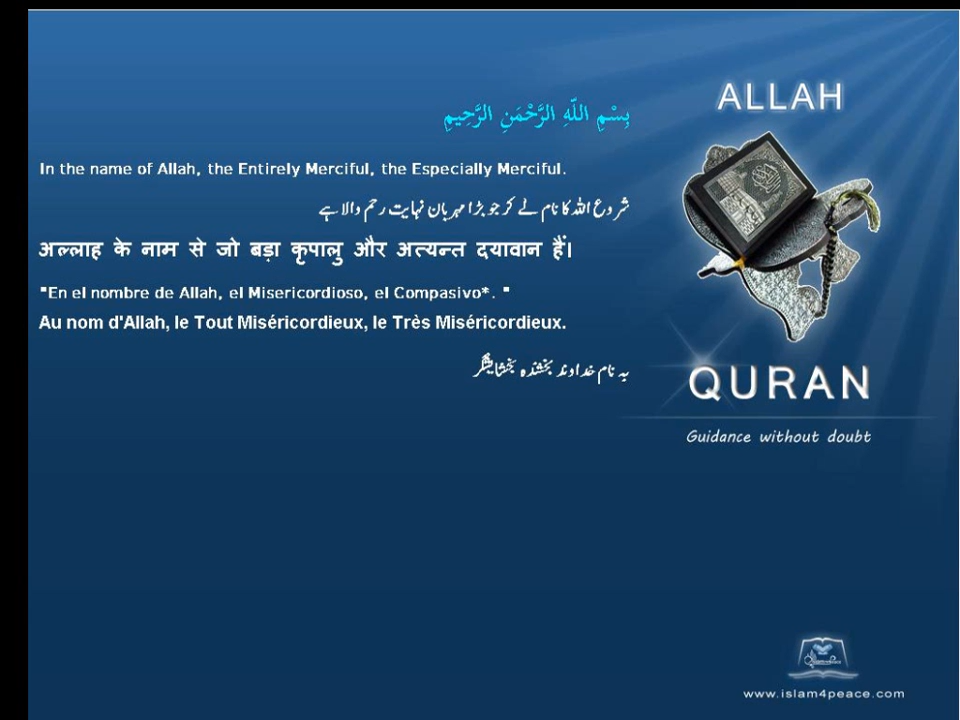 بِسْمِ اللّهِ الرَّحْمَنِ الرَّحِيمِ
In the name of Allah, the Entirely Merciful, the Especially Merciful.
شروع الله کا نام لے کر جو بڑا مہربان نہایت رحم والا ہے
अल्लाह के नाम से जो बड़ा कृपालु और अत्यन्त दयावान हैं।
"En el nombre de Allah, el Misericordioso, el Compasivo*. "
Au nom d'Allah, le Tout Miséricordieux, le Très Miséricordieux.
به نام خداوند بخشنده بخشایشگر
ALLAH
QURAN
Guidance without doubt
www.islam4peace.com